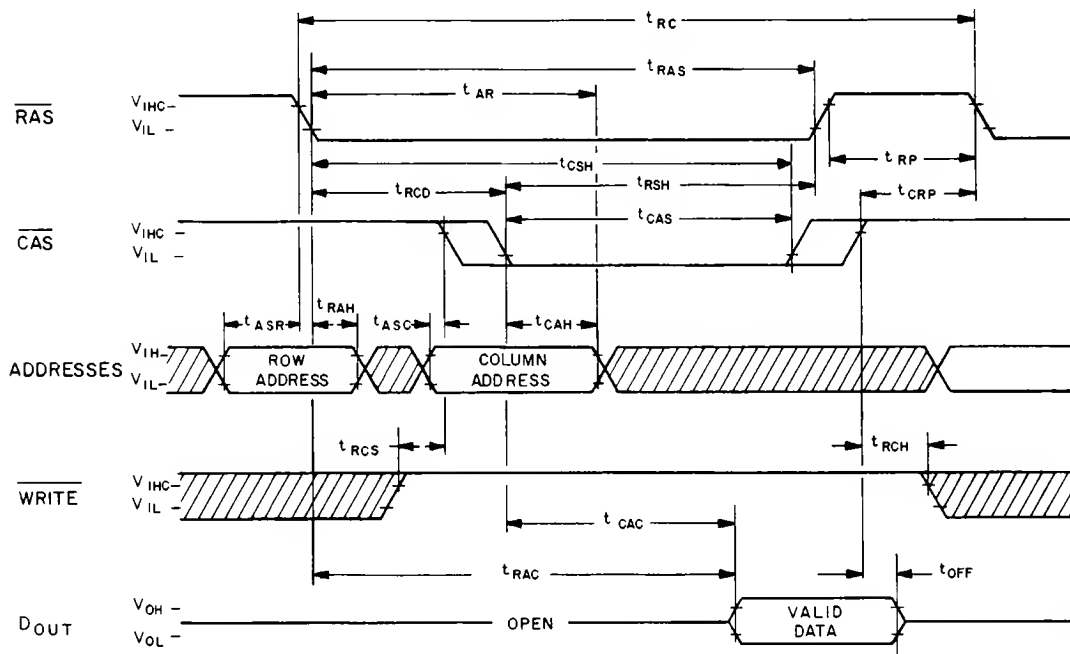 tRC
tRAS
tAR
RAS
VIHC
VIL
tCSH
tRP
tRCD
tRSH
tCRP
tCAS
CAS
VIHC
VIL
tASR
tRAH
tASC
tCAH
ADDRESSES
VIH
VIL
ROW ADDRESS
COLUMN ADDRESS
tRCS
tRCH
WRITE
VIHC
VIL
tCAC
tRAC
tOFF
DOUT
VOH
VOL
OPEN
VALID DATA